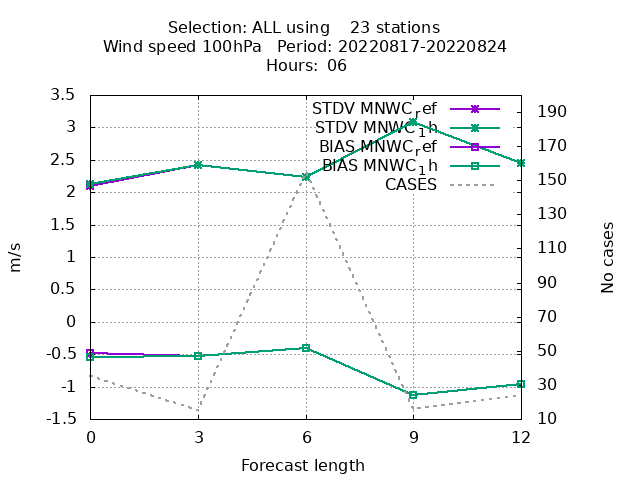 Selection: ALL using 23 stations
Wind speed 100hPa Period: 20220817-20220824
Hours: 06
3.5
3
2.5
2
1.5
1
0.5
0
-0.5
-1
-1.5
m/s
STDV MNWC_ref
STDV MNWC_1h
BIAS MNWC_ref
BIAS MNWC_1h
CASES
190
170
150
130
110
90
70
50
30
10
No cases
0 3 6 9 12
Forecast length